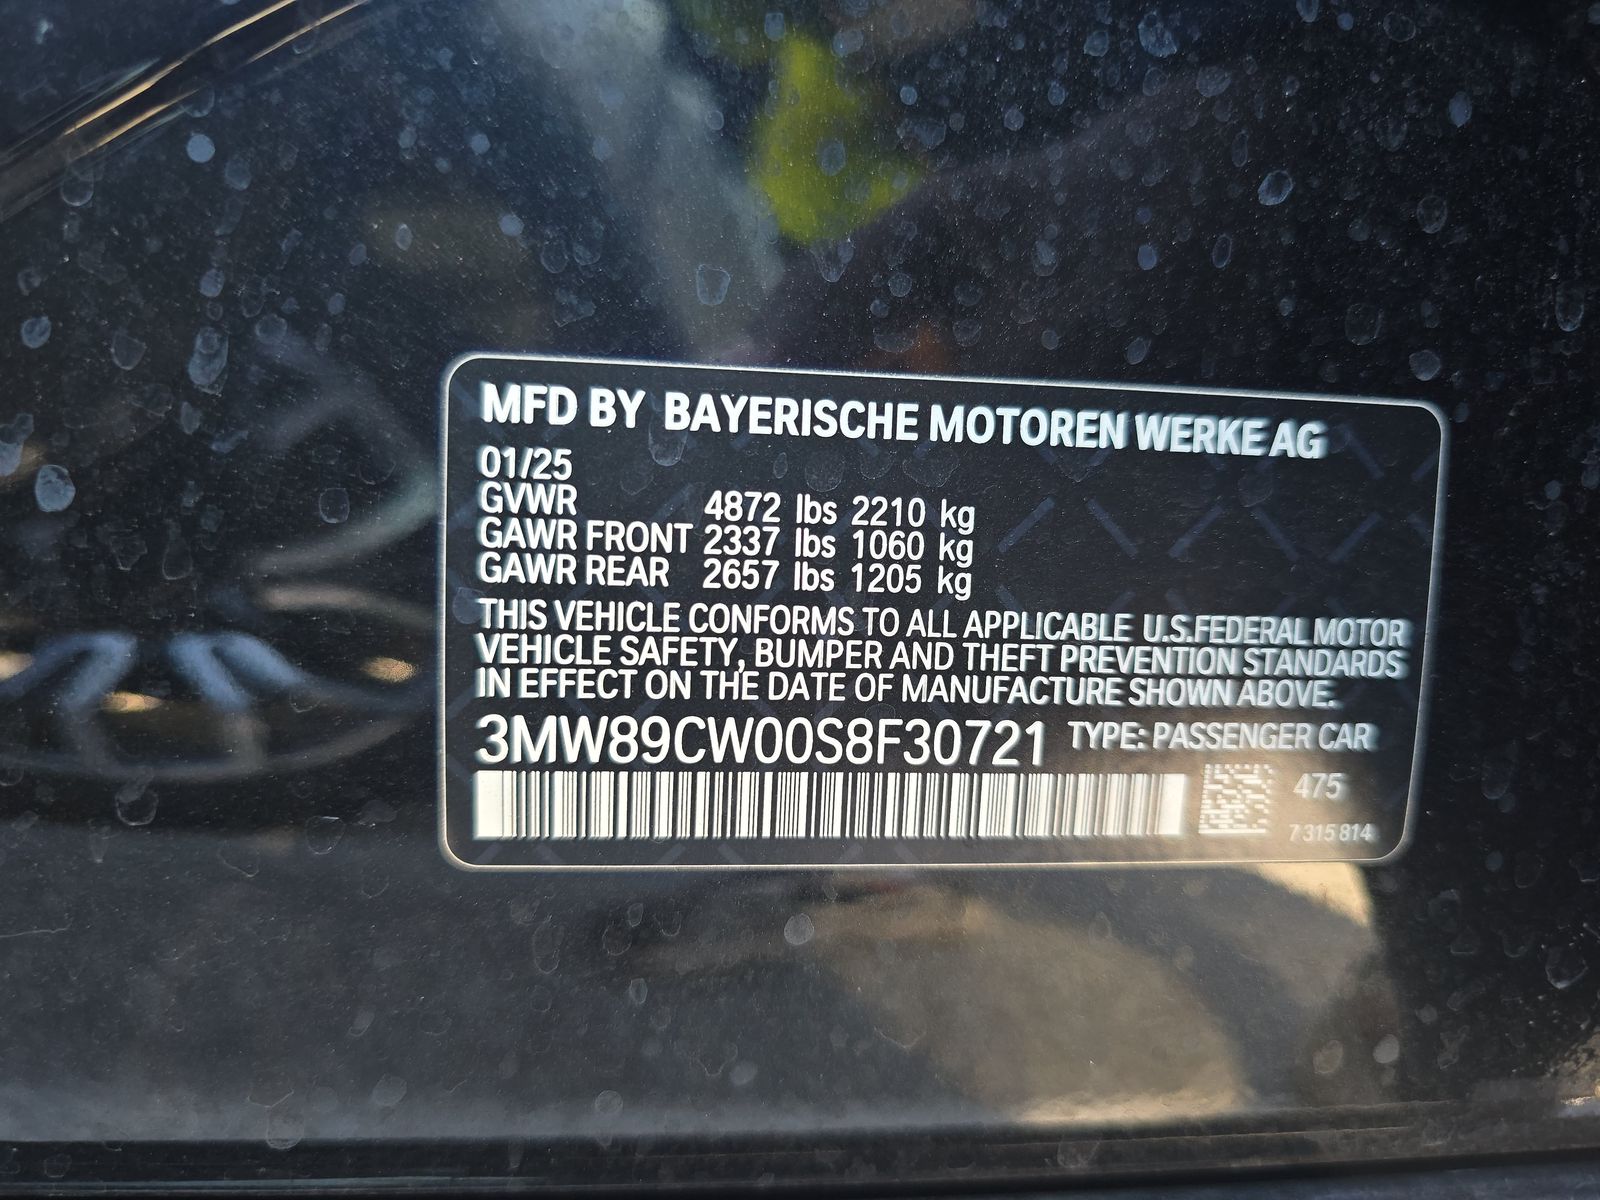 MFD BY BAYERISCHE MOTOREN WERKE AG
01/25
GVWR 4872 lbs 2210 kg
GAWR FRONT 2337 lbs 1060 kg
GAWR REAR 2657 lbs 1205 kg
THIS VEHICLE CONFORMS TO ALL APPLICABLE U.S.FEDERAL MOTOR
VEHICLE SAFETY, BUMPER AND THEFT PREVENTION STANDARDS
IN EFFECT ON THE DATE OF MANUFACTURE SHOWN ABOVE.
3MW89CW00S8F30721 TYPE: PASSENGER CAR
475
7 315 814